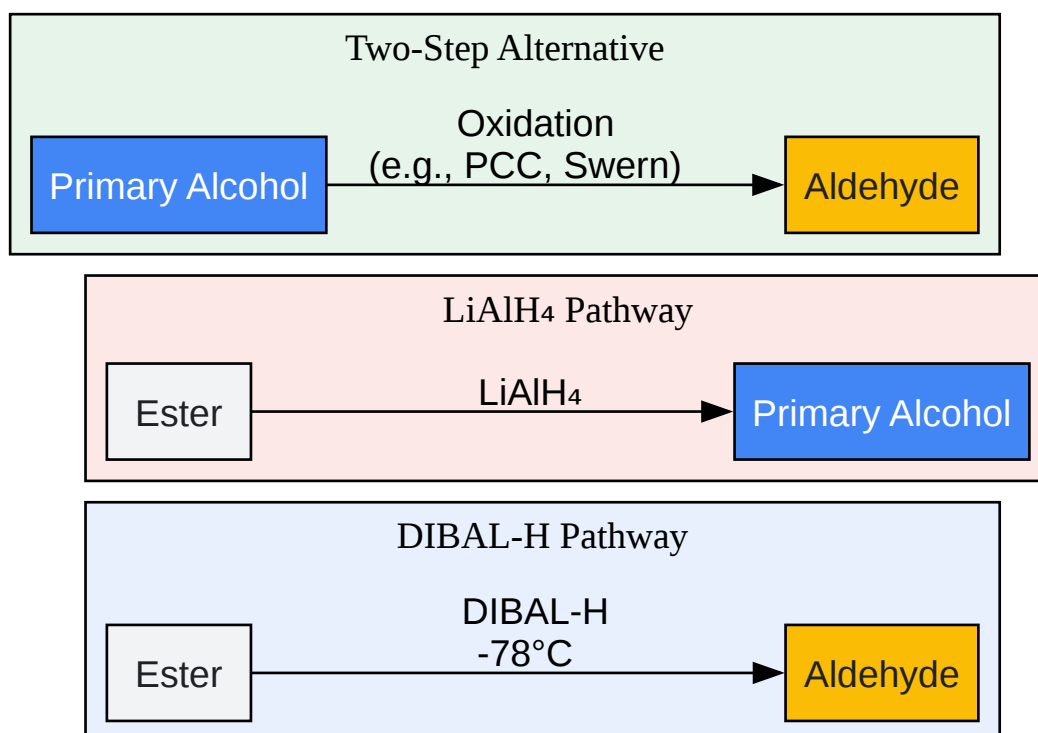 Two-Step Alternative
Oxidation
(e.g., PCC, Swern)
Primary Alcohol
Aldehyde
LiAlH₄ Pathway
LiAlH₄
Ester
Primary Alcohol
DIBAL-H Pathway
DIBAL-H
-78°C
Ester
Aldehyde